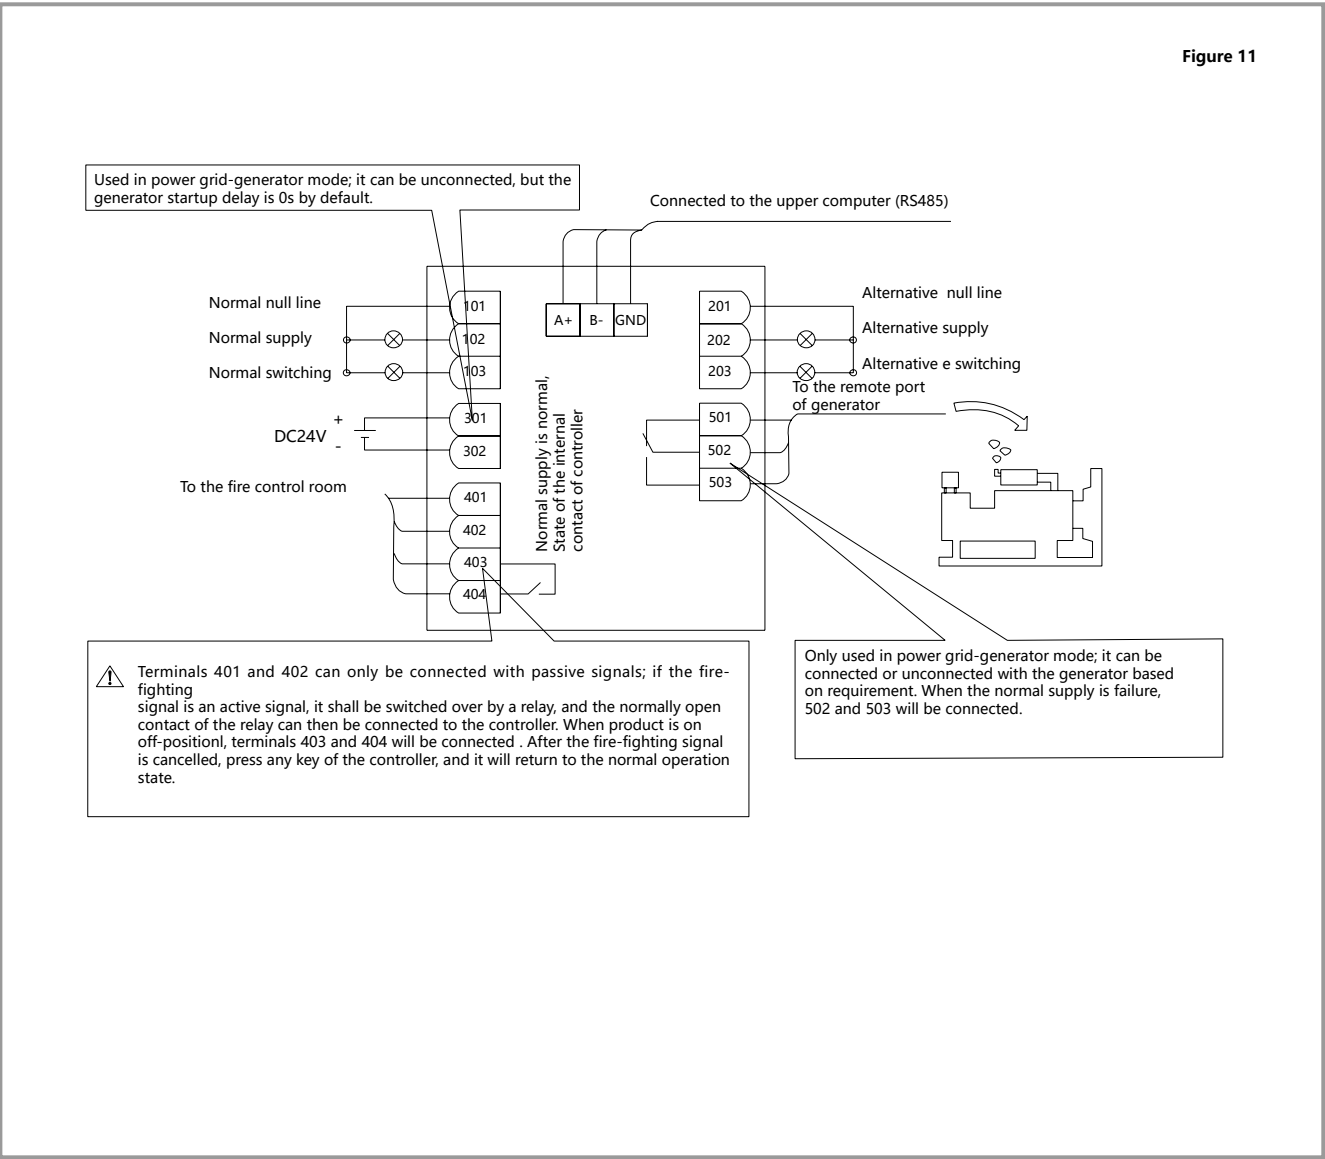 Figure 11
Used in power grid-generator mode; it can be unconnected, but the
generator startup delay is 0s by default.
Connected to the upper computer (RS485)
Normal null line
Normal supply
Normal switching
101
102
103
A+ B- GND
201
202
203
Alternative null line
Alternative supply
Alternative e switching
To the remote port
of generator
+
DC24V
-
301
302
Normal supply is normal,
State of the internal
contact of controller
501
502
503
To the fire control room
401
402
403
404
Terminals 401 and 402 can only be connected with passive signals; if the fire-
fighting
signal is an active signal, it shall be switched over by a relay, and the normally open
contact of the relay can then be connected to the controller. When product is on
off-positionl, terminals 403 and 404 will be connected . After the fire-fighting signal
is cancelled, press any key of the controller, and it will return to the normal operation
state.
Only used in power grid-generator mode; it can be
connected or unconnected with the generator based
on requirement. When the normal supply is failure,
502 and 503 will be connected.